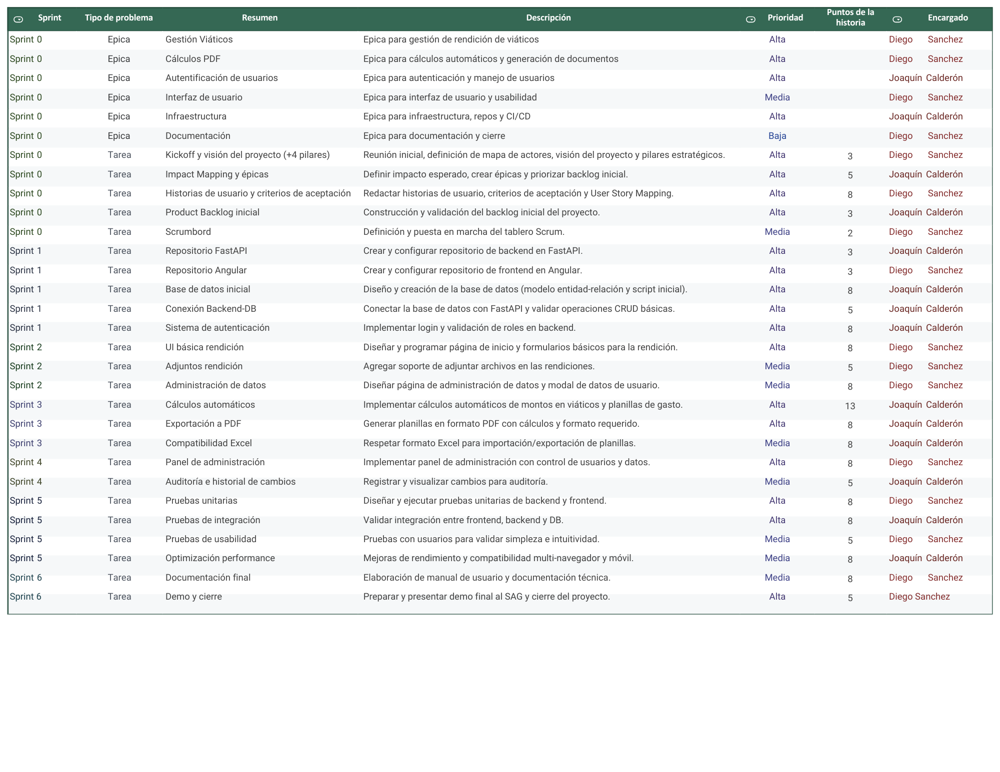 Sprint Tipo de problema Resumen Descripción Prioridad Puntos de la historia Encargado
Sprint 0 Epica Gestión Viáticos Epica para gestión de rendición de viáticos Alta Diego Sanchez
Sprint 0 Epica Cálculos PDF Epica para cálculos automáticos y generación de documentos Alta Diego Sanchez
Sprint 0 Epica Autentificación de usuarios Epica para autenticación y manejo de usuarios Alta Joaquín Calderón
Sprint 0 Epica Interfaz de usuario Epica para interfaz de usuario y usabilidad Media Diego Sanchez
Sprint 0 Epica Infraestructura Epica para infraestructura, repos y CI/CD Alta Joaquín Calderón
Sprint 0 Epica Documentación Epica para documentación y cierre Baja Diego Sanchez
Sprint 0 Tarea Kickoff y visión del proyecto (+4 pilares) Reunión inicial, definición de mapa de actores, visión del proyecto y pilares estratégicos. Alta 3 Diego Sanchez
Sprint 0 Tarea Impact Mapping y épicas Definir impacto esperado, crear épicas y priorizar backlog inicial. Alta 5 Joaquín Calderón
Sprint 0 Tarea Historias de usuario y criterios de aceptación Redactar historias de usuario, criterios de aceptación y User Story Mapping. Alta 8 Diego Sanchez
Sprint 0 Tarea Product Backlog inicial Construcción y validación del backlog inicial del proyecto. Alta 3 Joaquín Calderón
Sprint 0 Tarea Scrumbord Definición y puesta en marcha del tablero Scrum. Media 2 Diego Sanchez
Sprint 1 Tarea Repositorio FastAPI Crear y configurar repositorio de backend en FastAPI. Alta 3 Joaquín Calderón
Sprint 1 Tarea Repositorio Angular Crear y configurar repositorio de frontend en Angular. Alta 3 Diego Sanchez
Sprint 1 Tarea Base de datos inicial Diseño y creación de la base de datos (modelo entidad-relación y script inicial). Alta 8 Joaquín Calderón
Sprint 1 Tarea Conexión Backend-DB Conectar la base de datos con FastAPI y validar operaciones CRUD básicas. Alta 5 Joaquín Calderón
Sprint 1 Tarea Sistema de autenticación Implementar login y validación de roles en backend. Alta 8 Joaquín Calderón
Sprint 2 Tarea UI básica rendición Diseñar y programar página de inicio y formularios básicos para la rendición. Alta 8 Diego Sanchez
Sprint 2 Tarea Adjuntos rendición Agregar soporte de adjuntar archivos en las rendiciones. Media 5 Diego Sanchez
Sprint 2 Tarea Administración de datos Diseñar página de administración de datos y modal de datos de usuario. Media 8 Diego Sanchez
Sprint 3 Tarea Cálculos automáticos Implementar cálculos automáticos de montos en viáticos y planillas de gasto. Alta 13 Joaquín Calderón
Sprint 3 Tarea Exportación a PDF Generar planillas en formato PDF con cálculos y formato requerido. Alta 8 Joaquín Calderón
Sprint 3 Tarea Compatibilidad Excel Respetar formato Excel para importación/exportación de planillas. Media 8 Joaquín Calderón
Sprint 4 Tarea Panel de administración Implementar panel de administración con control de usuarios y datos. Alta 8 Diego Sanchez
Sprint 4 Tarea Auditoría e historial de cambios Registrar y visualizar cambios para auditoría. Media 5 Joaquín Calderón
Sprint 5 Tarea Pruebas unitarias Diseñar y ejecutar pruebas unitarias de backend y frontend. Alta 8 Diego Sanchez
Sprint 5 Tarea Pruebas de integración Validar integración entre frontend, backend y DB. Alta 8 Joaquín Calderón
Sprint 5 Tarea Pruebas de usabilidad Pruebas con usuarios para validar simpleza e intuitividad. Media 5 Diego Sanchez
Sprint 5 Tarea Optimización performance Mejoras de rendimiento y compatibilidad multi-navegador y móvil. Media 8 Joaquín Calderón
Sprint 6 Tarea Documentación final Elaboración de manual de usuario y documentación técnica. Media 8 Diego Sanchez
Sprint 6 Tarea Demo y cierre Preparar y presentar demo final al SAG y cierre del proyecto. Alta 5 Diego Sanchez